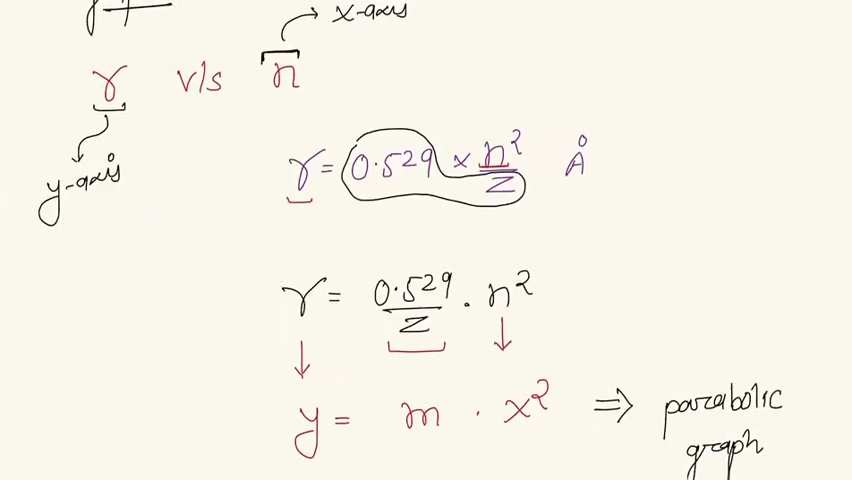 x-axis
r v/s n
y-axis
r = 0.529 × n²/Z Å
r = 0.529/Z . n²
y = m . x² ⇒ parabolic
graph